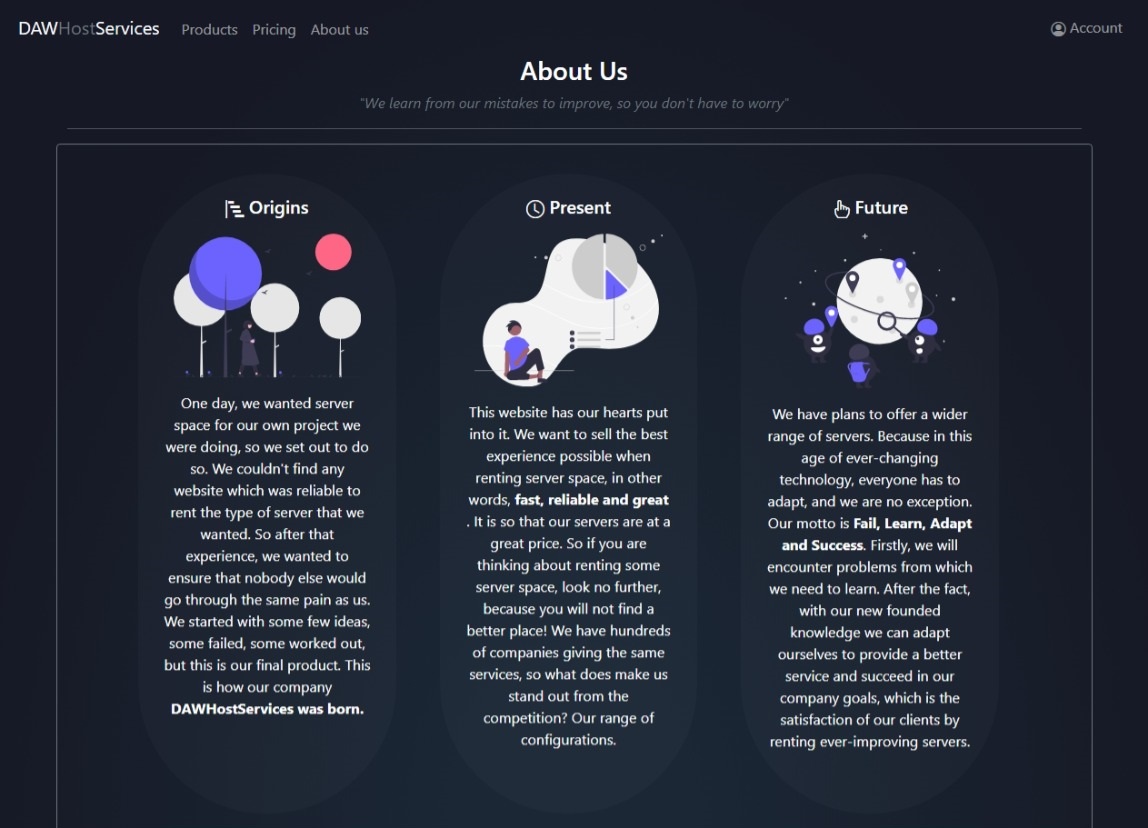 DAWHostServices Products Pricing About us Account
About Us
"We learn from our mistakes to improve, so you don't have to worry"
Origins
One day, we wanted server
space for our own project we
were doing, so we set out to do
so. We couldn't find any
website which was reliable to
rent the type of server that we
wanted. So after that
experience, we wanted to
ensure that nobody else would
go through the same pain as us.
We started with some few ideas,
some failed, some worked out,
but this is our final product. This
is how our company
DAWHostServices was born.
Present
This website has our hearts put
into it. We want to sell the best
experience possible when
renting server space, in other
words, fast, reliable and great
. It is so that our servers are at a
great price. So if you are
thinking about renting some
server space, look no further,
because you will not find a
better place! We have hundreds
of companies giving the same
services, so what does make us
stand out from the
competition? Our range of
configurations.
Future
We have plans to offer a wider
range of servers. Because in this
age of ever-changing
technology, everyone has to
adapt, and we are no exception.
Our motto is Fail, Learn, Adapt
and Success. Firstly, we will
encounter problems from which
we need to learn. After the fact,
with our new founded
knowledge we can adapt
ourselves to provide a better
service and succeed in our
company goals, which is the
satisfaction of our clients by
renting ever-improving servers.